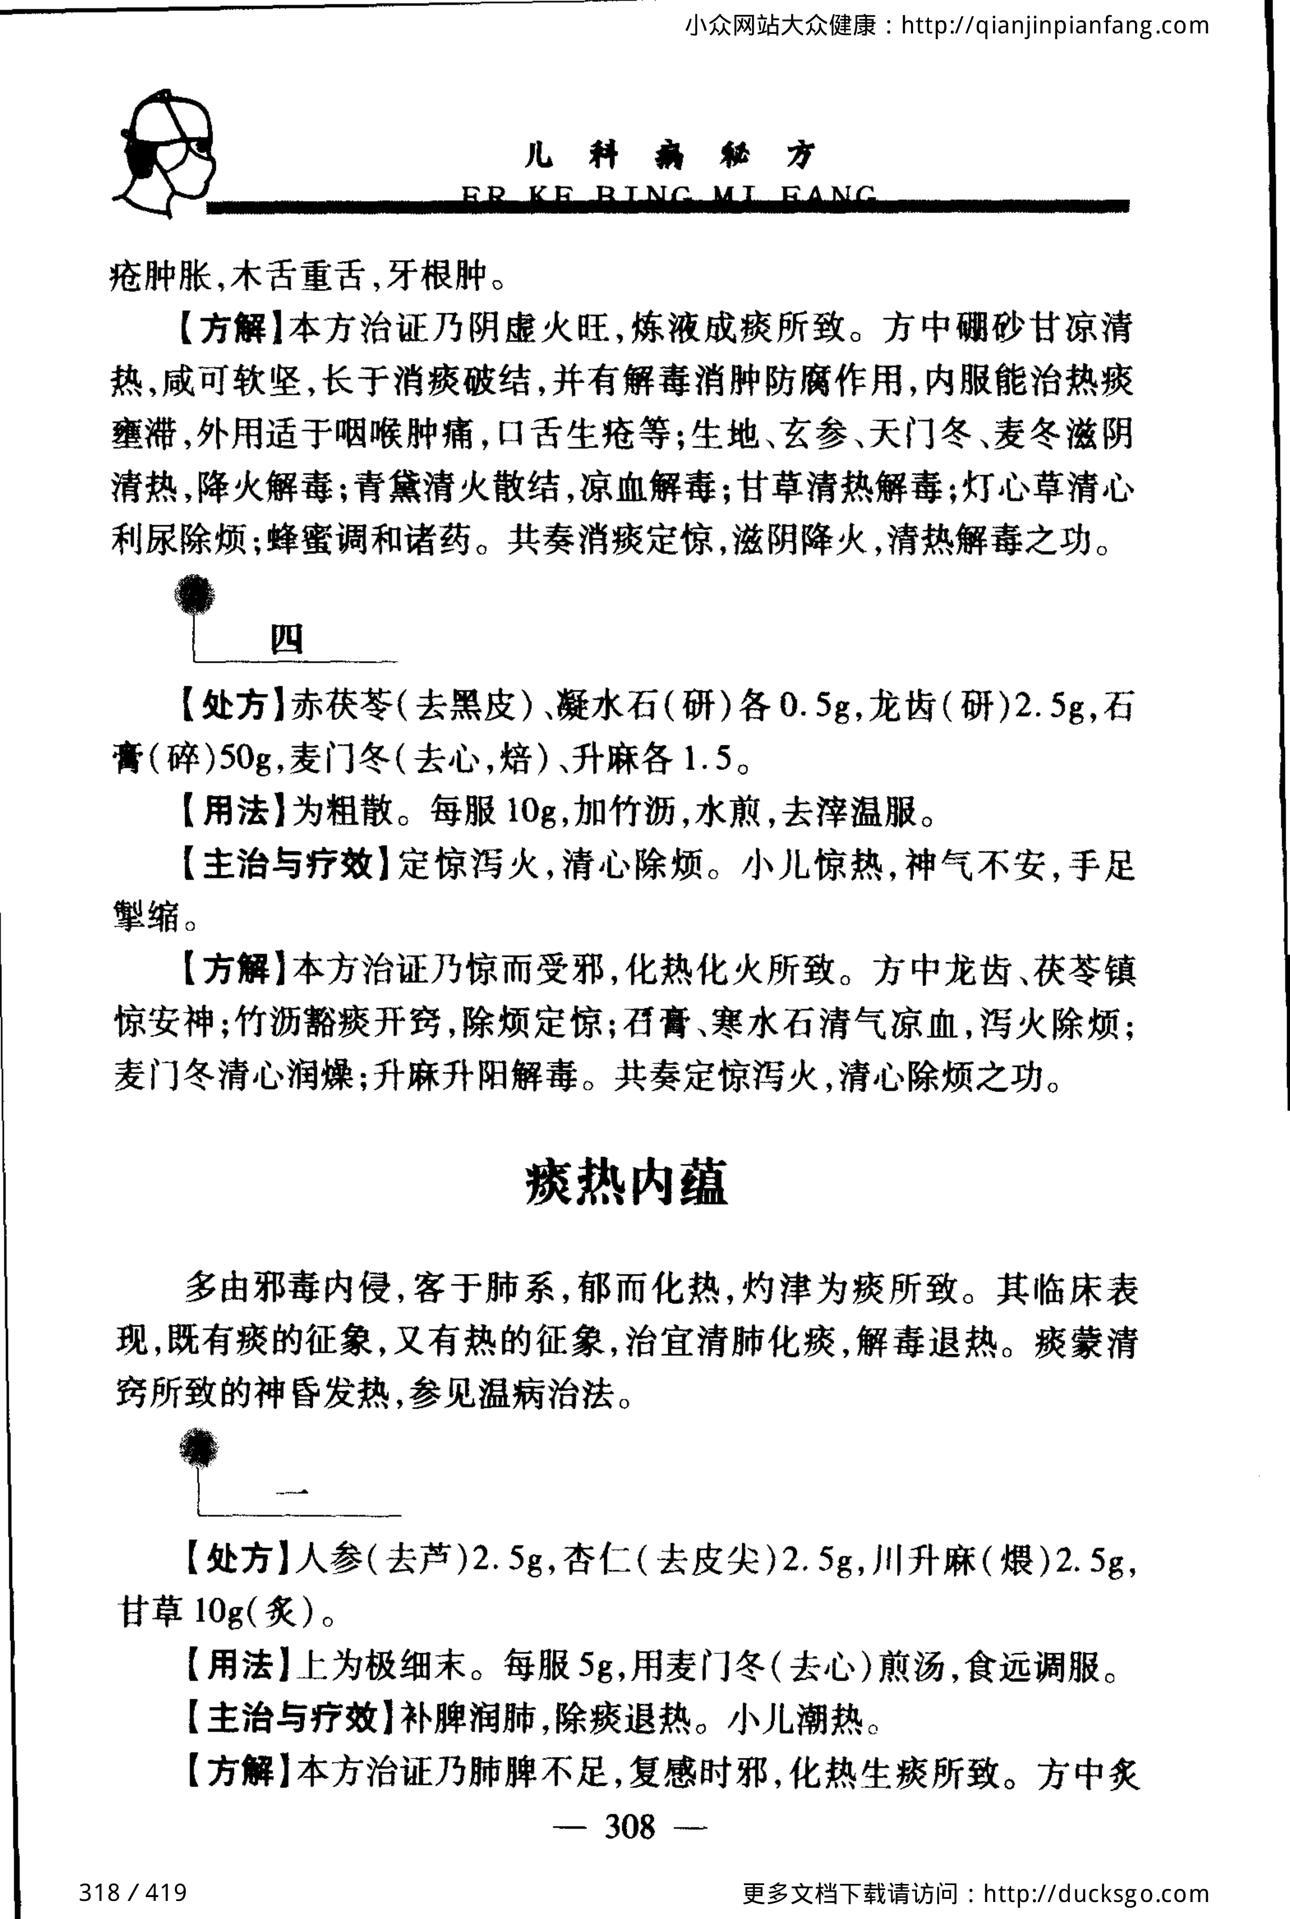 小众网站大众健康：http://qianjinpianfang.com
儿科病秘方
ER KE BING MI FANG
疮肿胀,木舌重舌,牙根肿。
【方解】本方治证乃阴虚火旺,炼液成痰所致。方中硼砂甘凉清
热,咸可软坚,长于消痰破结,并有解毒消肿防腐作用,内服能治热痰
壅滞,外用适于咽喉肿痛,口舌生疮等;生地、玄参、天门冬、麦冬滋阴
清热,降火解毒;青黛清火散结,凉血解毒;甘草清热解毒;灯心草清心
利尿除烦;蜂蜜调和诸药。共奏消痰定惊,滋阴降火,清热解毒之功。
四
【处方】赤茯苓(去黑皮)、凝水石(研)各0.5g,龙齿(研)2.5g,石
膏(碎)50g,麦门冬(去心,焙)、升麻各1.5。
【用法】为粗散。每服10g,加竹沥,水煎,去滓温服。
【主治与疗效】定惊泻火,清心除烦。小儿惊热,神气不安,手足
掣缩。
【方解】本方治证乃惊而受邪,化热化火所致。方中龙齿、茯苓镇
惊安神;竹沥豁痰开窍,除烦定惊;石膏、寒水石清气凉血,泻火除烦;
麦门冬清心润燥;升麻升阳解毒。共奏定惊泻火,清心除烦之功。
痰热内蕴
多由邪毒内侵,客于肺系,郁而化热,灼津为痰所致。其临床表
现,既有痰的征象,又有热的征象,治宜清肺化痰,解毒退热。痰蒙清
窍所致的神昏发热,参见温病治法。
一
【处方】人参(去芦)2.5g,杏仁(去皮尖)2.5g,川升麻(煨)2.5g,
甘草10g(炙)。
【用法】上为极细末。每服5g,用麦门冬(去心)煎汤,食远调服。
【主治与疗效】补脾润肺,除痰退热。小儿潮热。
【方解】本方治证乃肺脾不足,复感时邪,化热生痰所致。方中炙
— 308 —
318 / 419
更多文档下载请访问：http://ducksgo.com